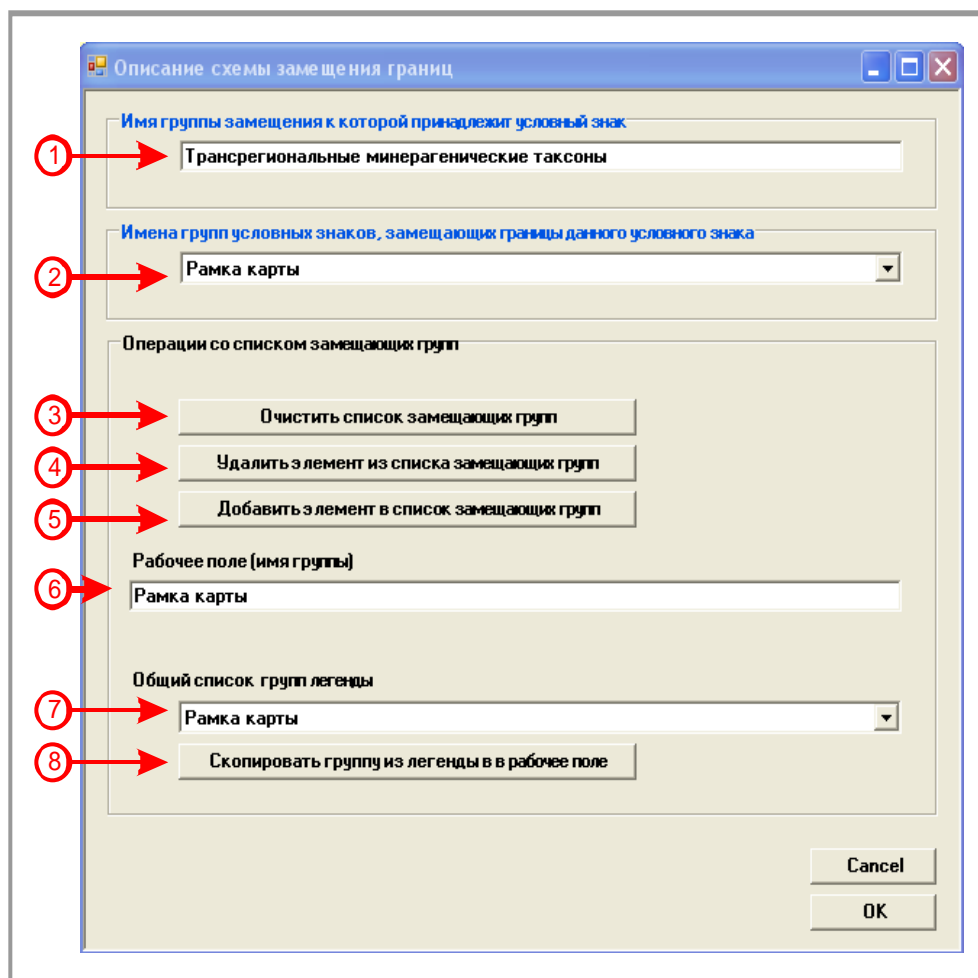 Описание схемы замещения границ
Имя группы замещения к которой принадлежит условный знак
1
Трансрегиональные минерагенические таксоны
Имена групп условных знаков, замещающих границы данного условного знака
2
Рамка карты
Операции со списком замещающих групп
3
Очистить список замещающих групп
4
Удалить элемент из списка замещающих групп
5
Добавить элемент в список замещающих групп
Рабочее поле (имя группы)
6
Рамка карты
Общий список групп легенды
7
Рамка карты
8
Скопировать группу из легенды в в рабочее поле
Cancel
OK